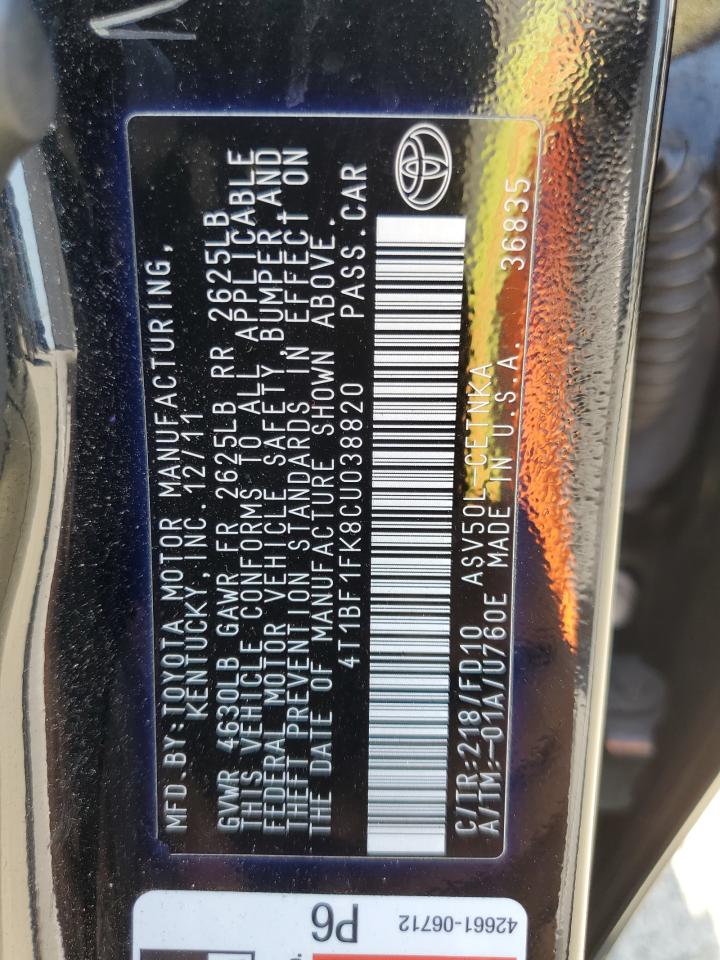 MFD.BY:TOYOTA MOTOR MANUFACTURING,
KENTUCKY,INC. 12/11
GVWR 4630LB GAWR FR 2625LB RR 2625LB
THIS VEHICLE CONFORMS TO ALL APPLICABLE
FEDERAL MOTOR VEHICLE SAFETY,BUMPER,AND
THEFT PREVENTION STANDARDS IN EFFECT ON
THE DATE OF MANUFACTURE SHOWN ABOVE.
4T1BF1FK8CU038820 PASS.CAR
C/TR:218/FD10 ASV50L-CETNKA
A/TM:-01A/U760E MADE IN U.S.A. 36835
P6
42661-06712